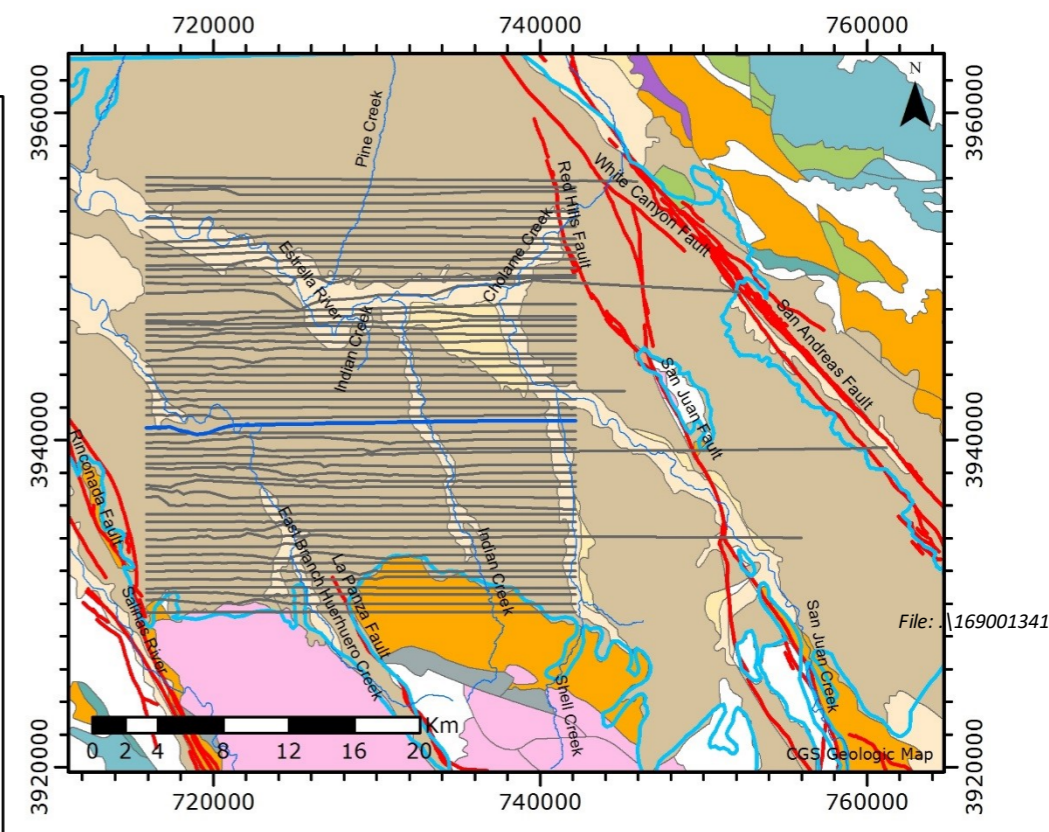 720000
740000
760000
3960000
3940000
3920000
N
3960000
3940000
3920000
Pine Creek
Red Hills Fault
White Canyon Fault
Cholame Creek
Estrella River
Indian Creek
San Andreas Fault
San Juan Fault
Rinconada Fault
East Branch Huerhuero Creek
La Panza Fault
Indian Creek
Salinas River
San Juan Creek
Shell Creek
File: .\169001341
Km
0 2 4 8 12 16 20
CGS Geologic Map
720000
740000
760000